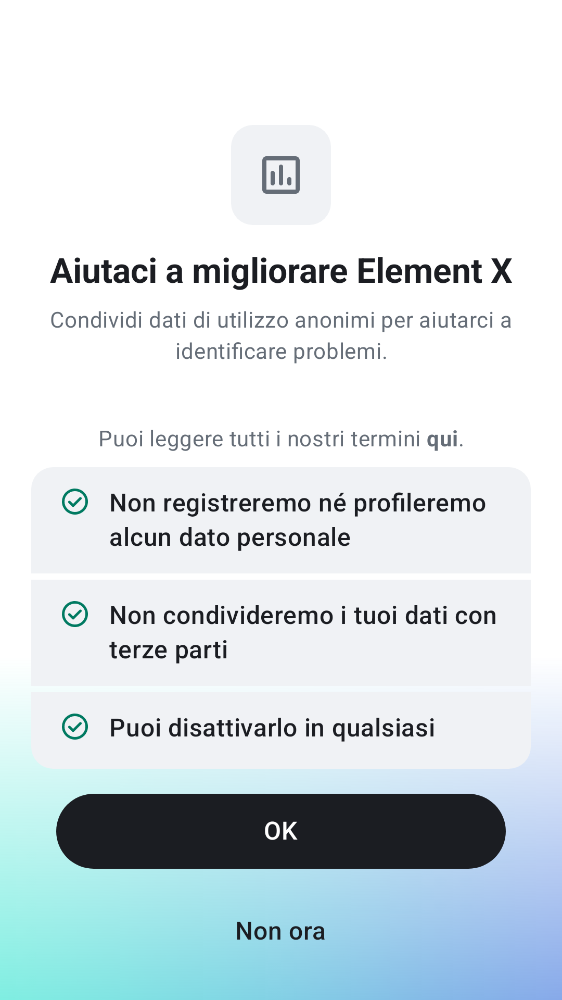 Aiutaci a migliorare Element X
Condividi dati di utilizzo anonimi per aiutarci a
identificare problemi.
Puoi leggere tutti i nostri termini qui.
Non registreremo né profileremo
alcun dato personale
Non condivideremo i tuoi dati con
terze parti
Puoi disattivarlo in qualsiasi
OK
Non ora